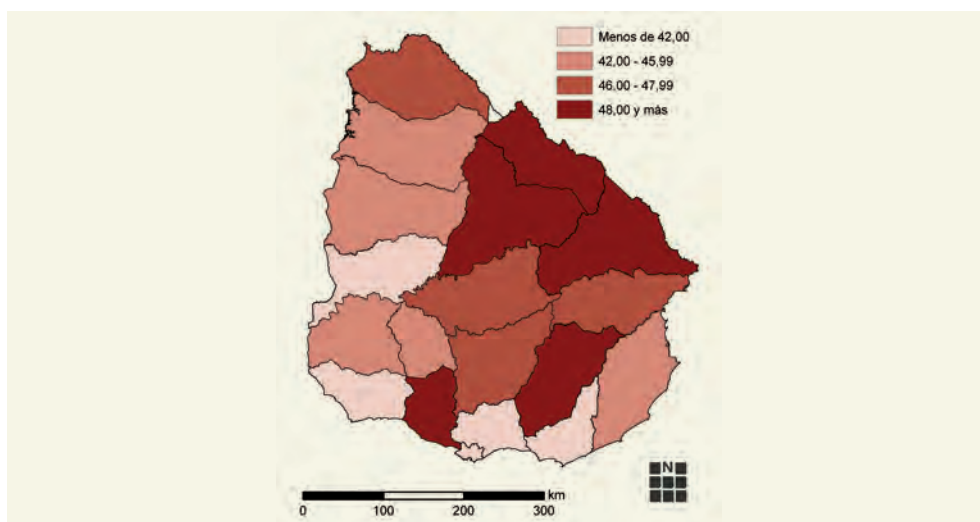 Menos de 42,00
42,00 - 45,99
46,00 - 47,99
48,00 y más
N
km
0 100 200 300